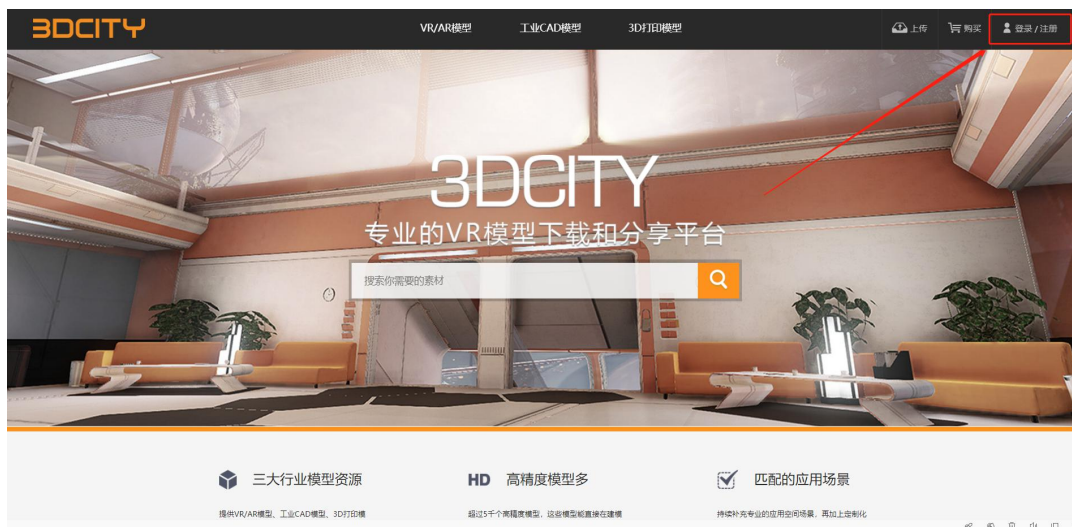 3DCITY
VR/AR模型
工业CAD模型
3D打印模型
上传
购买
登录 / 注册
3DCITY
专业的VR模型下载和分享平台
搜索你需要的素材
三大行业模型资源
HD 高精度模型多
匹配的应用场景
提供VR/AR模型、工业CAD模型、3D打印模
超过5千个高精度模型，这些模型能直接在建模
持续补充专业的应用空间场景，再加上定制化